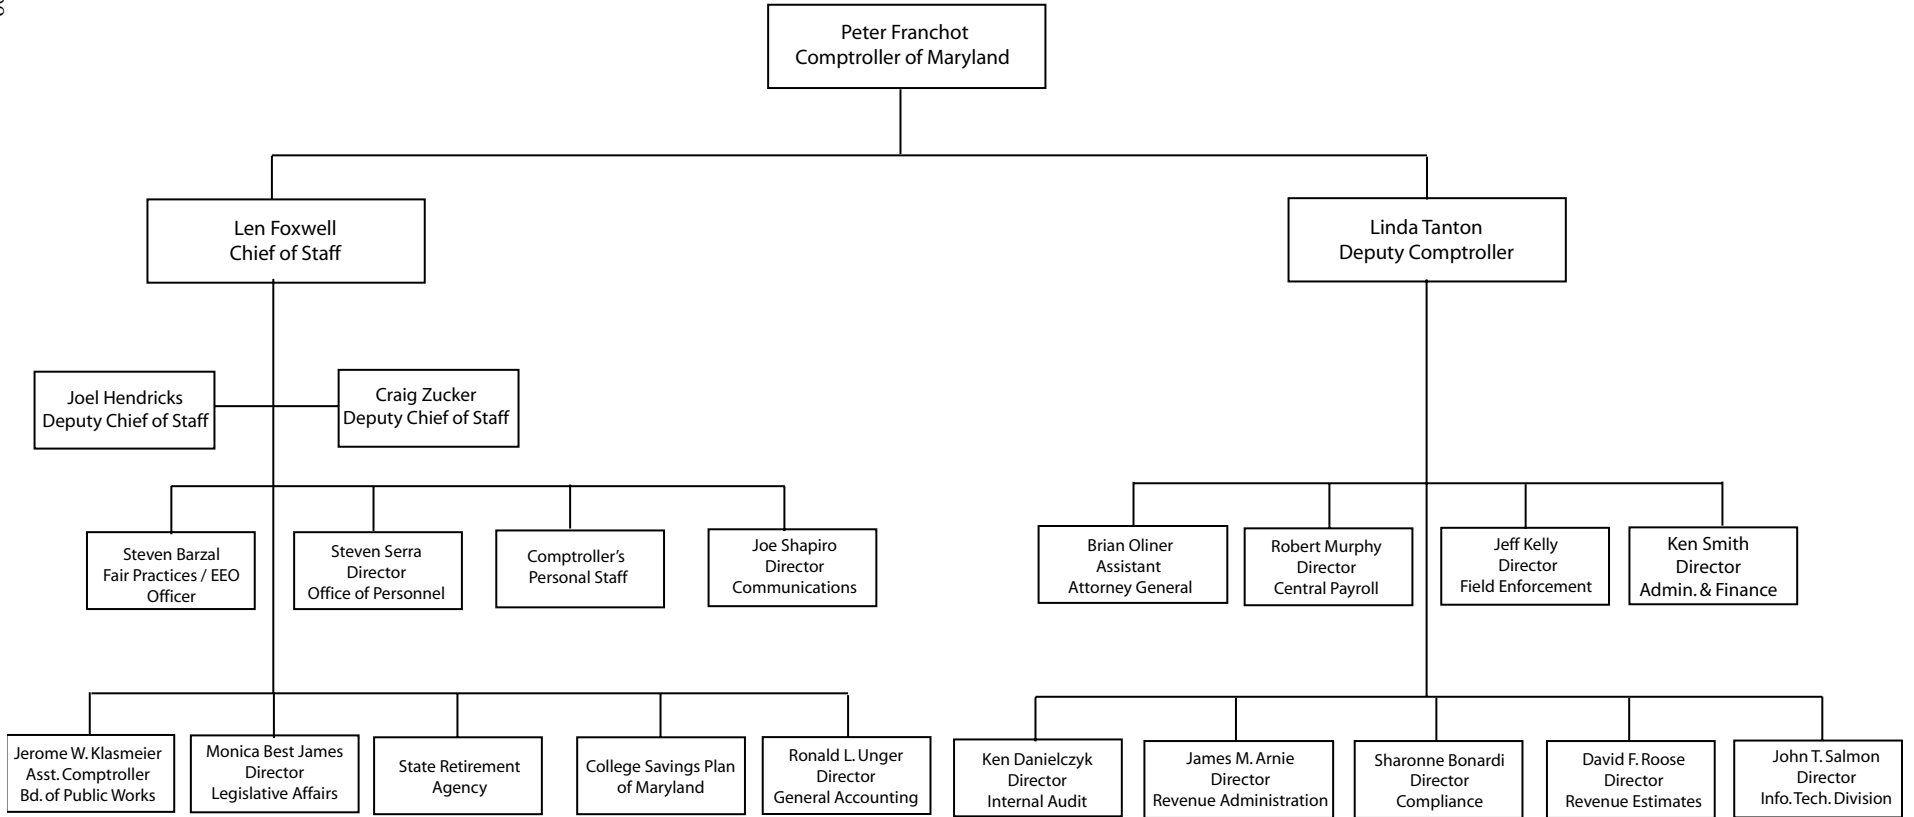 Peter Franchot
Comptroller of Maryland
Len Foxwell
Chief of Staff
Linda Tanton
Deputy Comptroller
Joel Hendricks
Deputy Chief of Staff
Craig Zucker
Deputy Chief of Staff
Steven Barzal
Fair Practices / EEO
Officer
Steven Serra
Director
Office of Personnel
Comptroller’s
Personal Staff
Joe Shapiro
Director
Communications
Brian Oliner
Assistant
Attorney General
Robert Murphy
Director
Central Payroll
Jeff Kelly
Director
Field Enforcement
Ken Smith
Director
Admin. & Finance
Jerome W. Klasmeier
Asst. Comptroller
Bd. of Public Works
Monica Best James
Director
Legislative Affairs
State Retirement
Agency
College Savings Plan
of Maryland
Ronald L. Unger
Director
General Accounting
Ken Danielczyk
Director
Internal Audit
James M. Arnie
Director
Revenue Administration
Sharonne Bonardi
Director
Compliance
David F. Roose
Director
Revenue Estimates
John T. Salmon
Director
Info. Tech. Division